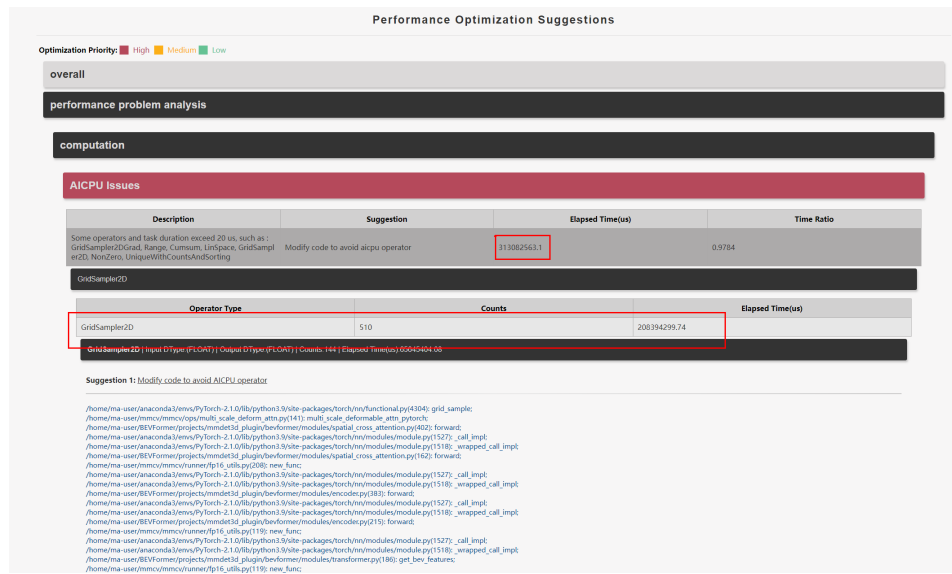 Performance Optimization Suggestions
Optimization Priority: High Medium Low
overall
performance problem analysis
computation
AICPU Issues
Description Suggestion Elapsed Time(us) Time Ratio
Some operators and task duration exceed 20 us, such as :
GridSampler2DGrad, Range, Cumsum, LinSpace, GridSampl
er2D, NonZero, UniqueWithCountsAndSorting
Modify code to avoid aicpu operator 313082563.1 0.9784
GridSampler2D
Operator Type Counts Elapsed Time(us)
GridSampler2D 510 208394299.74
GridSampler2D | Input DType:(FLOAT) | Output DType:(FLOAT) | Counts:144 | Elapsed Time(us):65645404.08
Suggestion 1: Modify code to avoid AICPU operator
/home/ma-user/anaconda3/envs/PyTorch-2.1.0/lib/python3.9/site-packages/torch/nn/functional.py(4304): grid_sample;
/home/ma-user/mmcv/mmcv/ops/multi_scale_deform_attn.py(141): multi_scale_deformable_attn_pytorch;
/home/ma-user/BEVFormer/projects/mmdet3d_plugin/bevformer/modules/spatial_cross_attention.py(402): forward;
/home/ma-user/anaconda3/envs/PyTorch-2.1.0/lib/python3.9/site-packages/torch/nn/modules/module.py(1527): _call_impl;
/home/ma-user/anaconda3/envs/PyTorch-2.1.0/lib/python3.9/site-packages/torch/nn/modules/module.py(1518): _wrapped_call_impl;
/home/ma-user/BEVFormer/projects/mmdet3d_plugin/bevformer/modules/spatial_cross_attention.py(162): forward;
/home/ma-user/mmcv/mmcv/runner/fp16_utils.py(208): new_func;
/home/ma-user/anaconda3/envs/PyTorch-2.1.0/lib/python3.9/site-packages/torch/nn/modules/module.py(1527): _call_impl;
/home/ma-user/anaconda3/envs/PyTorch-2.1.0/lib/python3.9/site-packages/torch/nn/modules/module.py(1518): _wrapped_call_impl;
/home/ma-user/BEVFormer/projects/mmdet3d_plugin/bevformer/modules/encoder.py(383): forward;
/home/ma-user/anaconda3/envs/PyTorch-2.1.0/lib/python3.9/site-packages/torch/nn/modules/module.py(1527): _call_impl;
/home/ma-user/anaconda3/envs/PyTorch-2.1.0/lib/python3.9/site-packages/torch/nn/modules/module.py(1518): _wrapped_call_impl;
/home/ma-user/BEVFormer/projects/mmdet3d_plugin/bevformer/modules/encoder.py(215): forward;
/home/ma-user/mmcv/mmcv/runner/fp16_utils.py(119): new_func;
/home/ma-user/anaconda3/envs/PyTorch-2.1.0/lib/python3.9/site-packages/torch/nn/modules/module.py(1527): _call_impl;
/home/ma-user/anaconda3/envs/PyTorch-2.1.0/lib/python3.9/site-packages/torch/nn/modules/module.py(1518): _wrapped_call_impl;
/home/ma-user/BEVFormer/projects/mmdet3d_plugin/bevformer/modules/transformer.py(186): get_bev_features;
/home/ma-user/mmcv/mmcv/runner/fp16_utils.py(119): new_func;